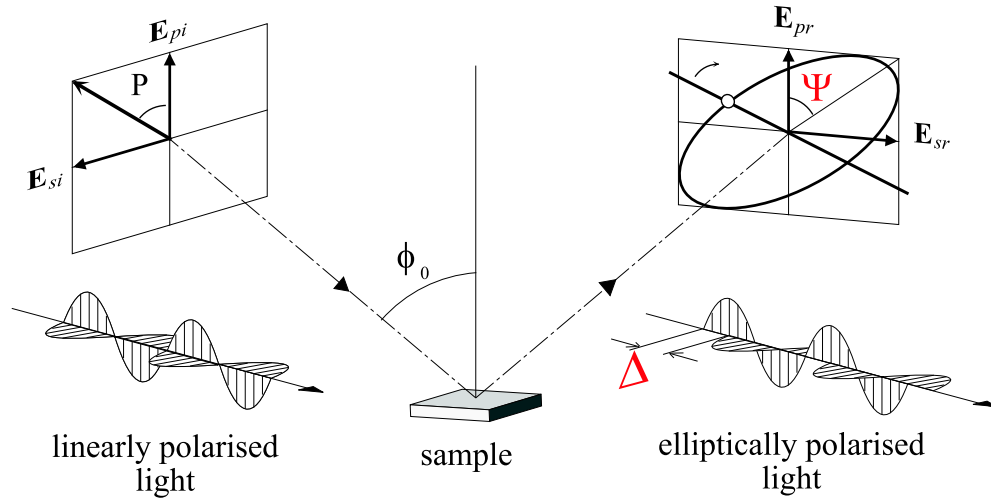 E_pi
P
E_si
ϕ_0
E_pr
Ψ
E_sr
Δ
linearly polarised
light
sample
elliptically polarised
light